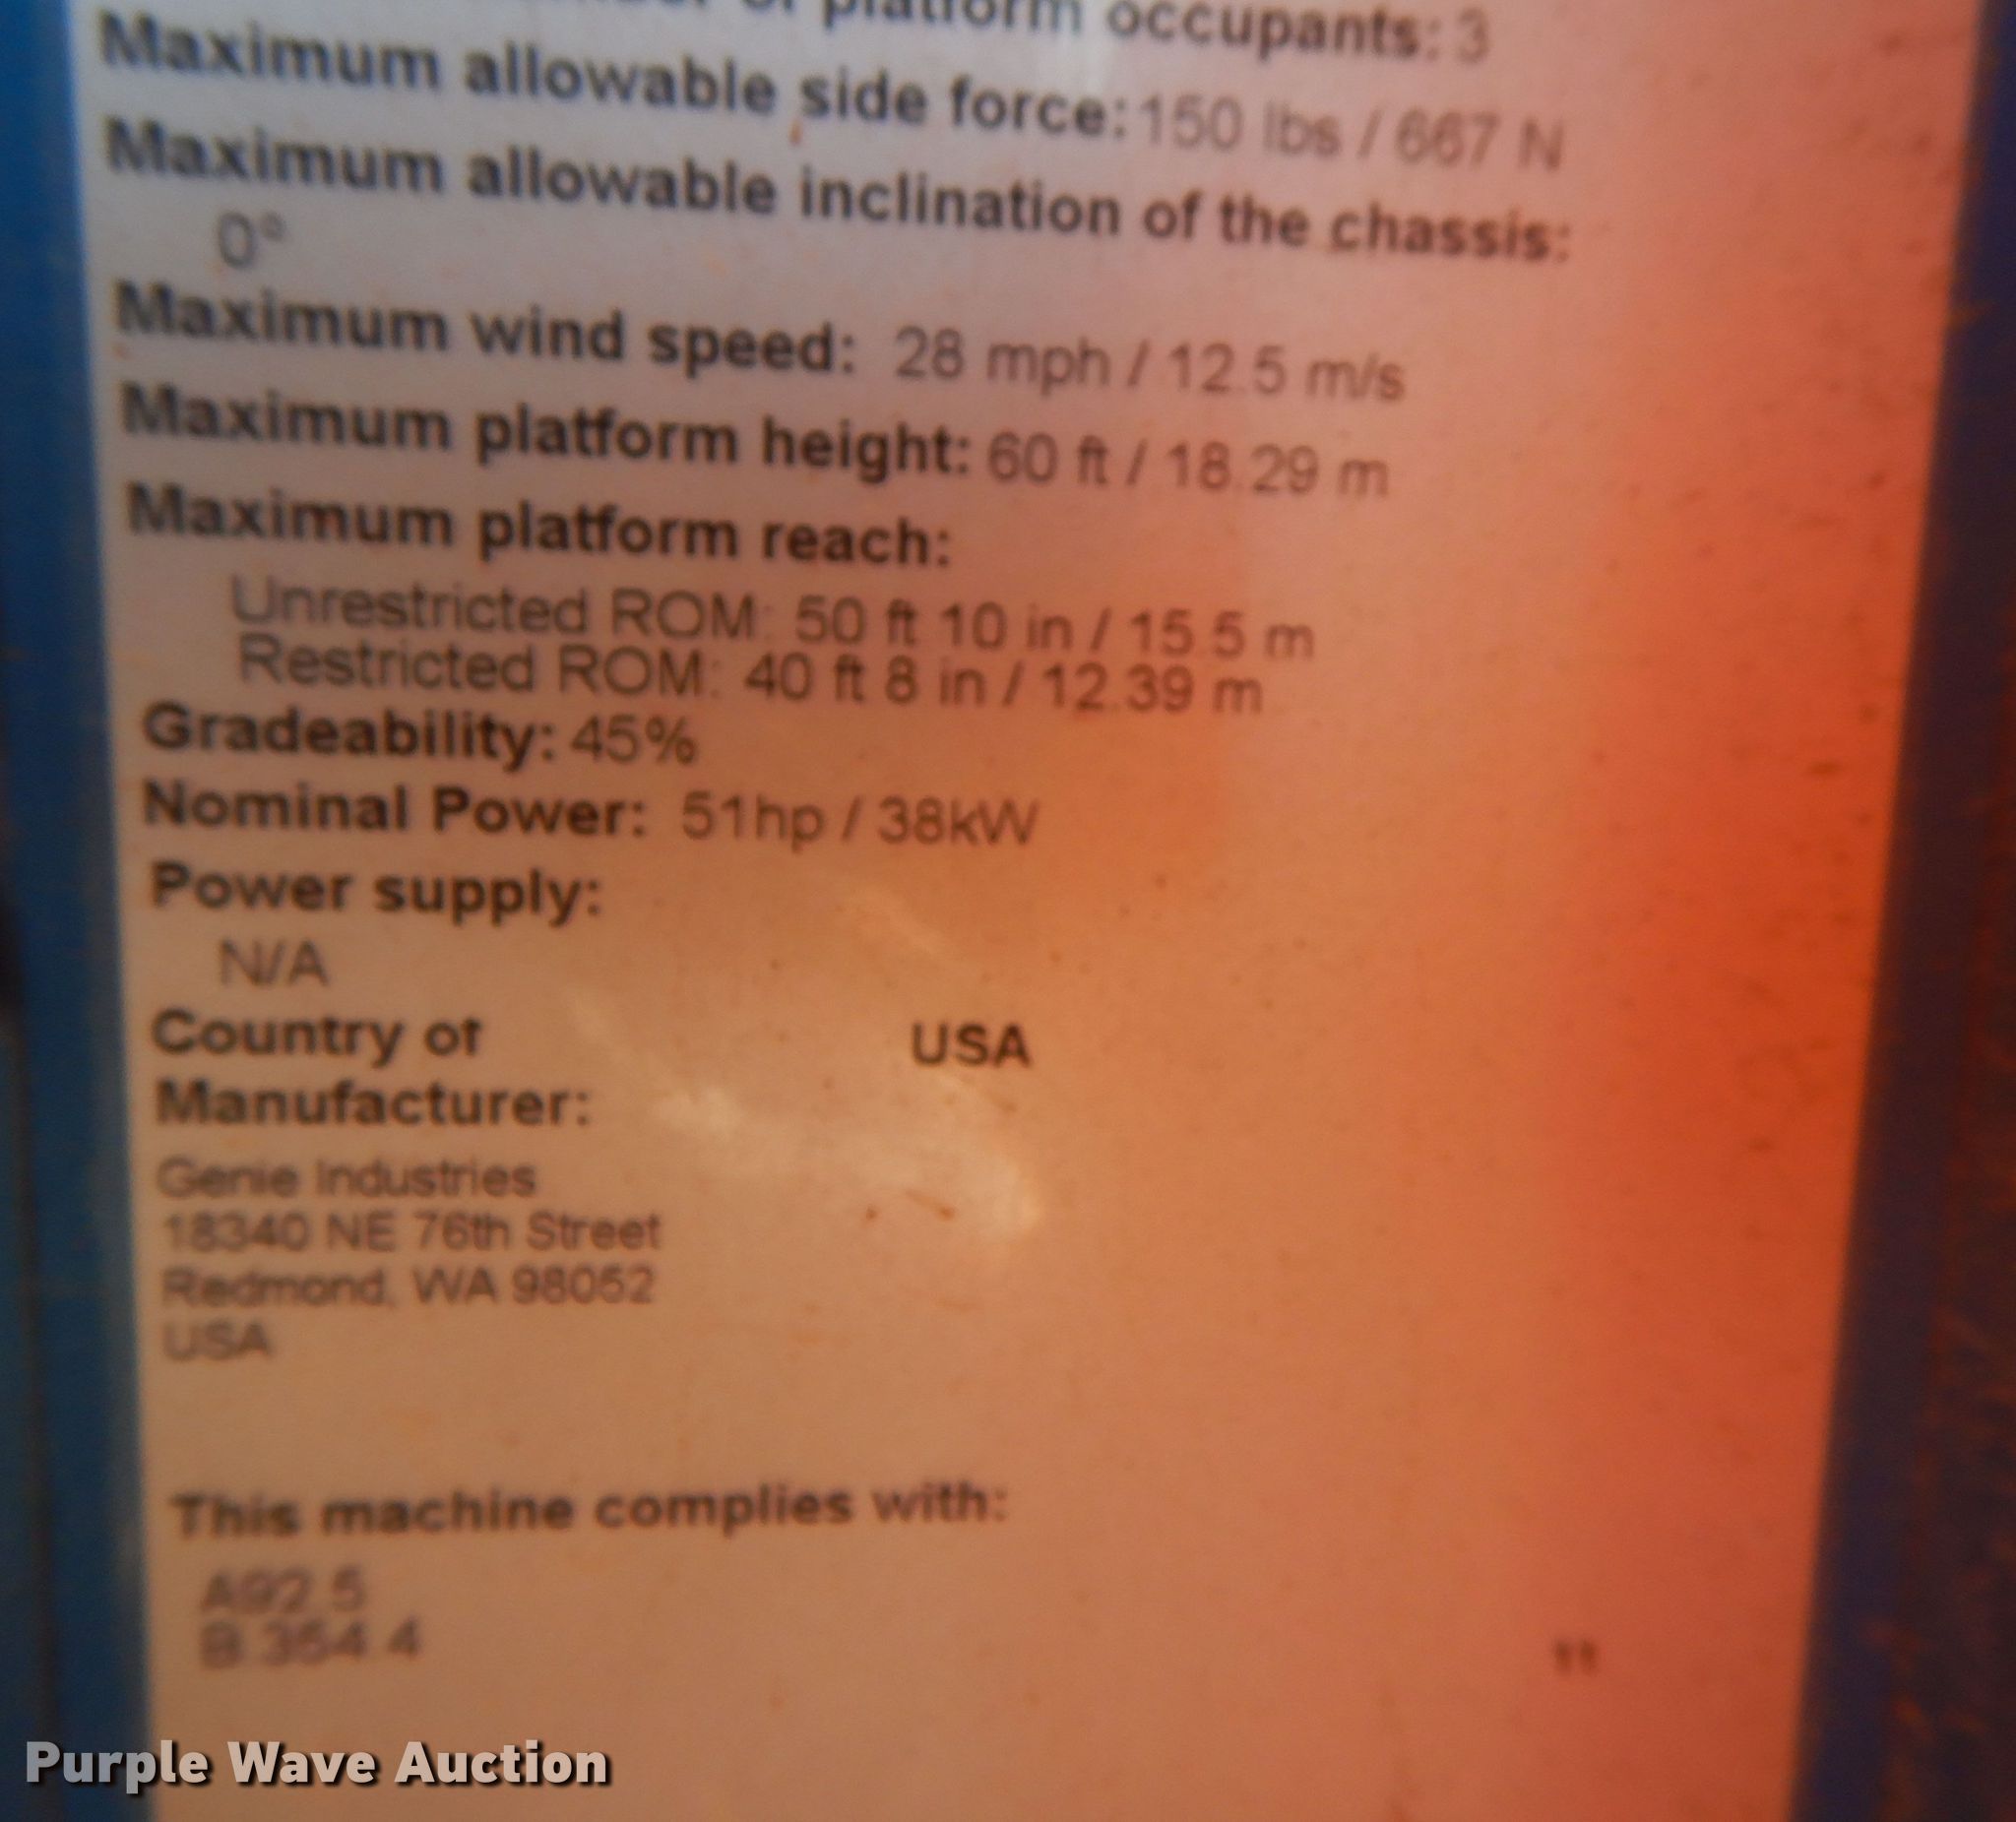 of platform occupants: 3
Maximum allowable side force: 150 lbs / 667 N
Maximum allowable inclination of the chassis:
0°
Maximum wind speed: 28 mph / 12.5 m/s
Maximum platform height: 60 ft / 18.29 m
Maximum platform reach:
Unrestricted ROM: 50 ft 10 in / 15.5 m
Restricted ROM: 40 ft 8 in / 12.39 m
Gradeability: 45%
Nominal Power: 51hp / 38kW
Power supply:
N/A
Country of USA
Manufacturer:
Genie Industries
18340 NE 76th Street
Redmond, WA 98052
USA
This machine complies with:
A92.5
B.354.4
11
Purple Wave Auction